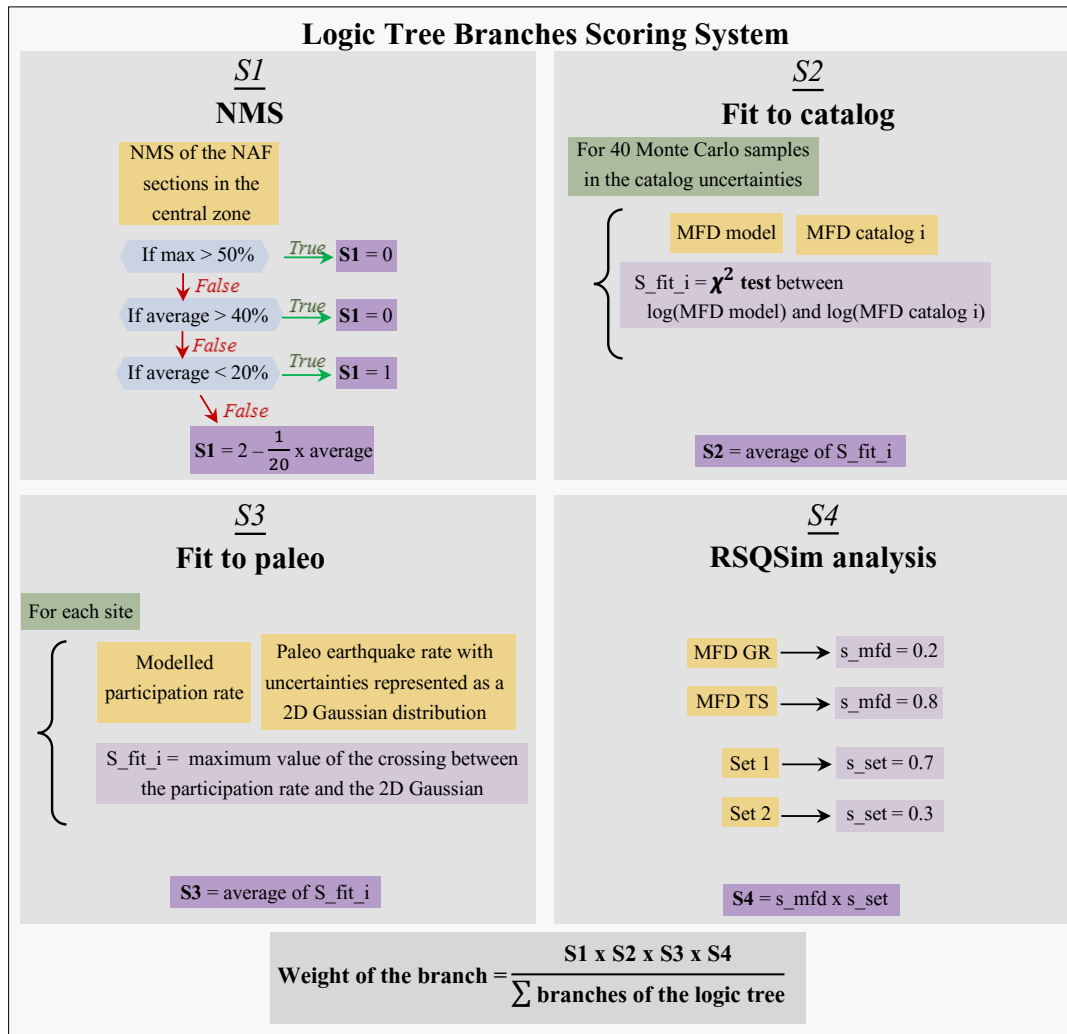 Logic Tree Branches Scoring System
S1
NMS
NMS of the NAF
sections in the
central zone
If max > 50%
True
S1 = 0
False
If average > 40%
True
S1 = 0
False
If average < 20%
True
S1 = 1
False
S1 = 2 – 1/20 x average
S2
Fit to catalog
For 40 Monte Carlo samples
in the catalog uncertainties
MFD model
MFD catalog i
S_fit_i = χ² test between
log(MFD model) and log(MFD catalog i)
S2 = average of S_fit_i
S3
Fit to paleo
For each site
Modelled
participation rate
Paleo earthquake rate with
uncertainties represented as a
2D Gaussian distribution
S_fit_i = maximum value of the crossing between
the participation rate and the 2D Gaussian
S3 = average of S_fit_i
S4
RSQSim analysis
MFD GR
s_mfd = 0.2
MFD TS
s_mfd = 0.8
Set 1
s_set = 0.7
Set 2
s_set = 0.3
S4 = s_mfd x s_set
Weight of the branch =
S1 x S2 x S3 x S4
∑ branches of the logic tree